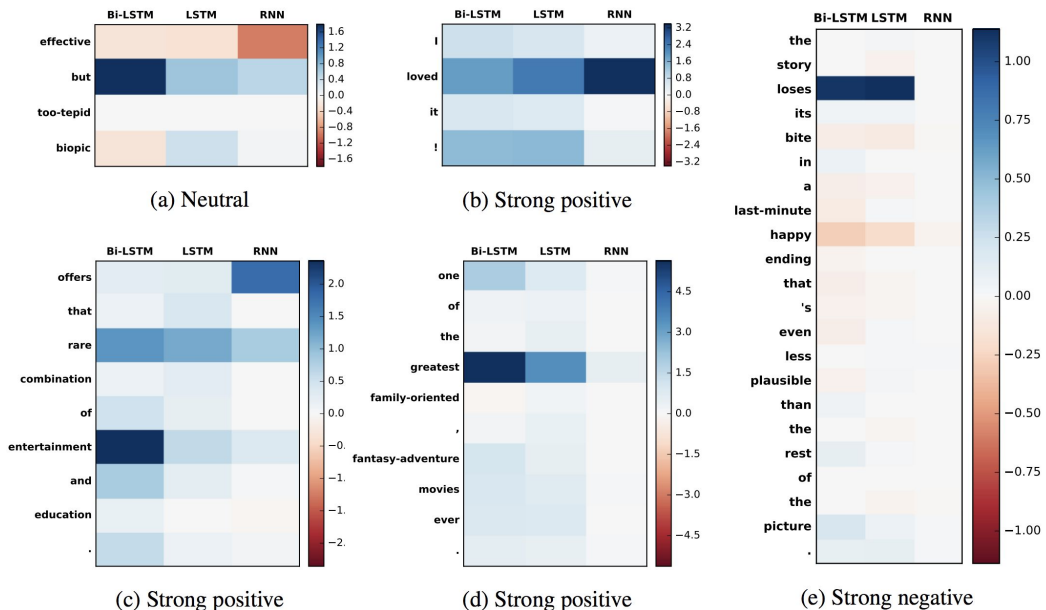 Bi-LSTM LSTM RNN
effective
but
too-tepid
biopic
1.6
1.2
0.8
0.4
0.0
−0.4
−0.8
−1.2
−1.6
(a) Neutral
Bi-LSTM LSTM RNN
I
loved
it
!
3.2
2.4
1.6
0.8
0.0
−0.8
−1.6
−2.4
−3.2
(b) Strong positive
Bi-LSTM LSTM RNN
offers
that
rare
combination
of
entertainment
and
education
.
2.0
1.5
1.0
0.5
0.0
−0.5
−1.
−1.
−2.
(c) Strong positive
Bi-LSTM LSTM RNN
one
of
the
greatest
family-oriented
,
fantasy-adventure
movies
ever
.
4.5
3.0
1.5
0.0
−1.5
−3.0
−4.5
(d) Strong positive
Bi-LSTM LSTM RNN
the
story
loses
its
bite
in
a
last-minute
happy
ending
that
's
even
less
plausible
than
the
rest
of
the
picture
.
1.00
0.75
0.50
0.25
0.00
−0.25
−0.50
−0.75
−1.00
(e) Strong negative